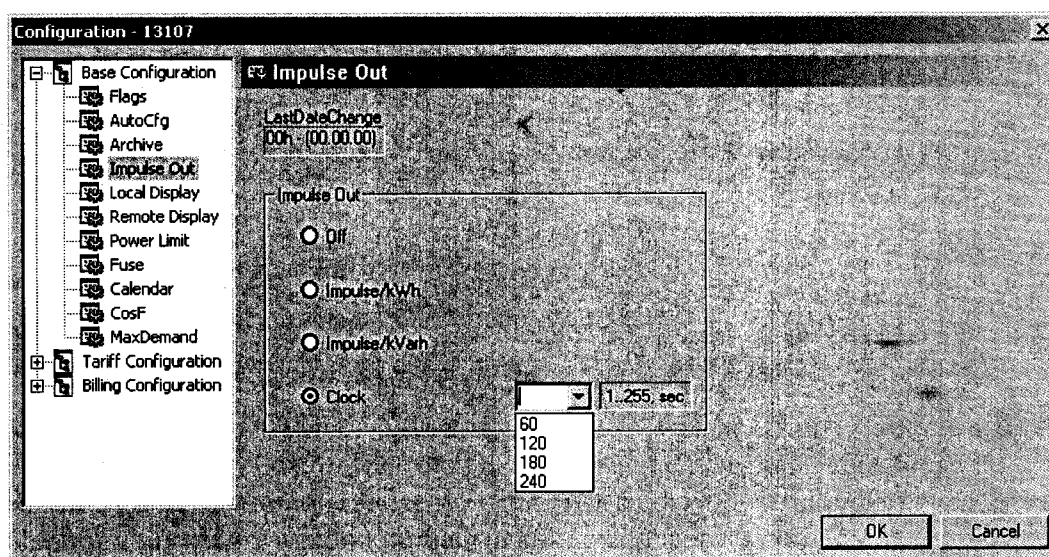 Configuration - 13107
Base Configuration
Flags
AutoCfg
Archive
Impulse Out
Local Display
Remote Display
Power Limit
Fuse
Calendar
CosF
MaxDemand
Tariff Configuration
Billing Configuration
Impulse Out
LastDateChange
00h - (00.00.00)
Impulse Out
Off
Impulse/kWh
Impulse/kVarh
Clock
1..255, sec
60
120
180
240
OK
Cancel